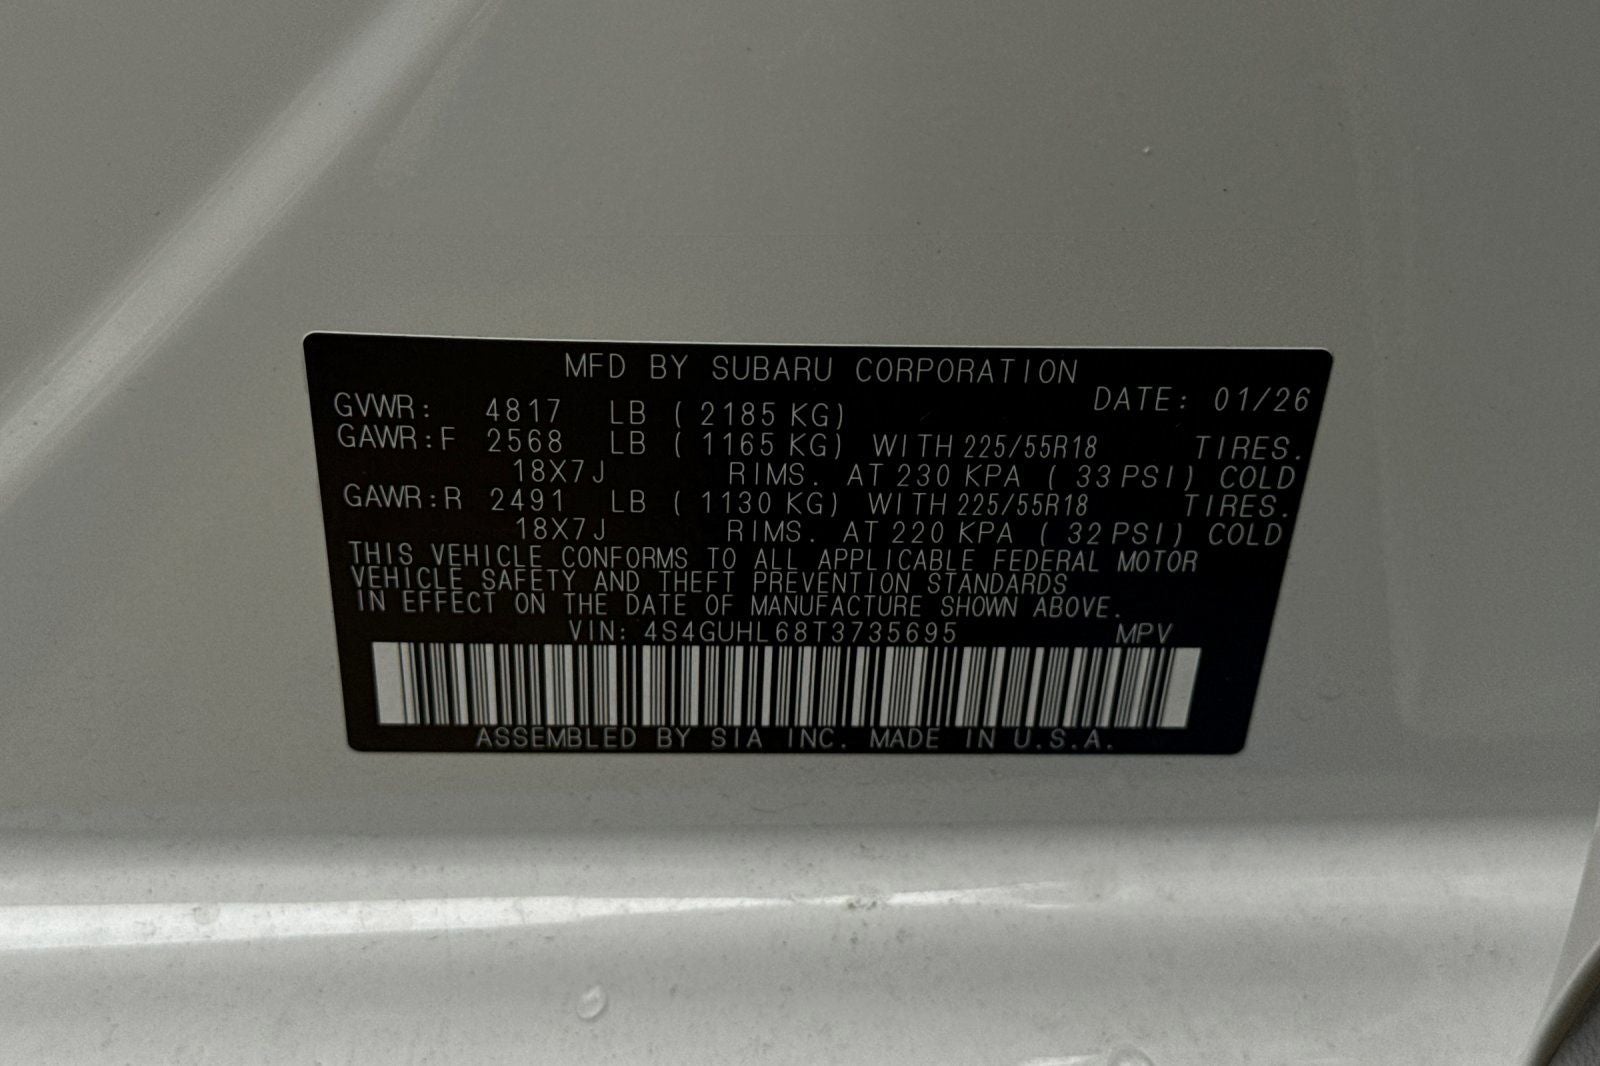 MFD BY SUBARU CORPORATION
DATE: 01/26
GVWR: 4817 LB ( 2185 KG)
GAWR:F 2568 LB ( 1165 KG) WITH 225/55R18 TIRES.
18X7J RIMS. AT 230 KPA ( 33 PSI) COLD
GAWR:R 2491 LB ( 1130 KG) WITH 225/55R18 TIRES.
18X7J RIMS. AT 220 KPA ( 32 PSI) COLD
THIS VEHICLE CONFORMS TO ALL APPLICABLE FEDERAL MOTOR
VEHICLE SAFETY AND THEFT PREVENTION STANDARDS
IN EFFECT ON THE DATE OF MANUFACTURE SHOWN ABOVE.
VIN: 4S4GUHL68T3735695 MPV
ASSEMBLED BY SIA INC. MADE IN U.S.A.